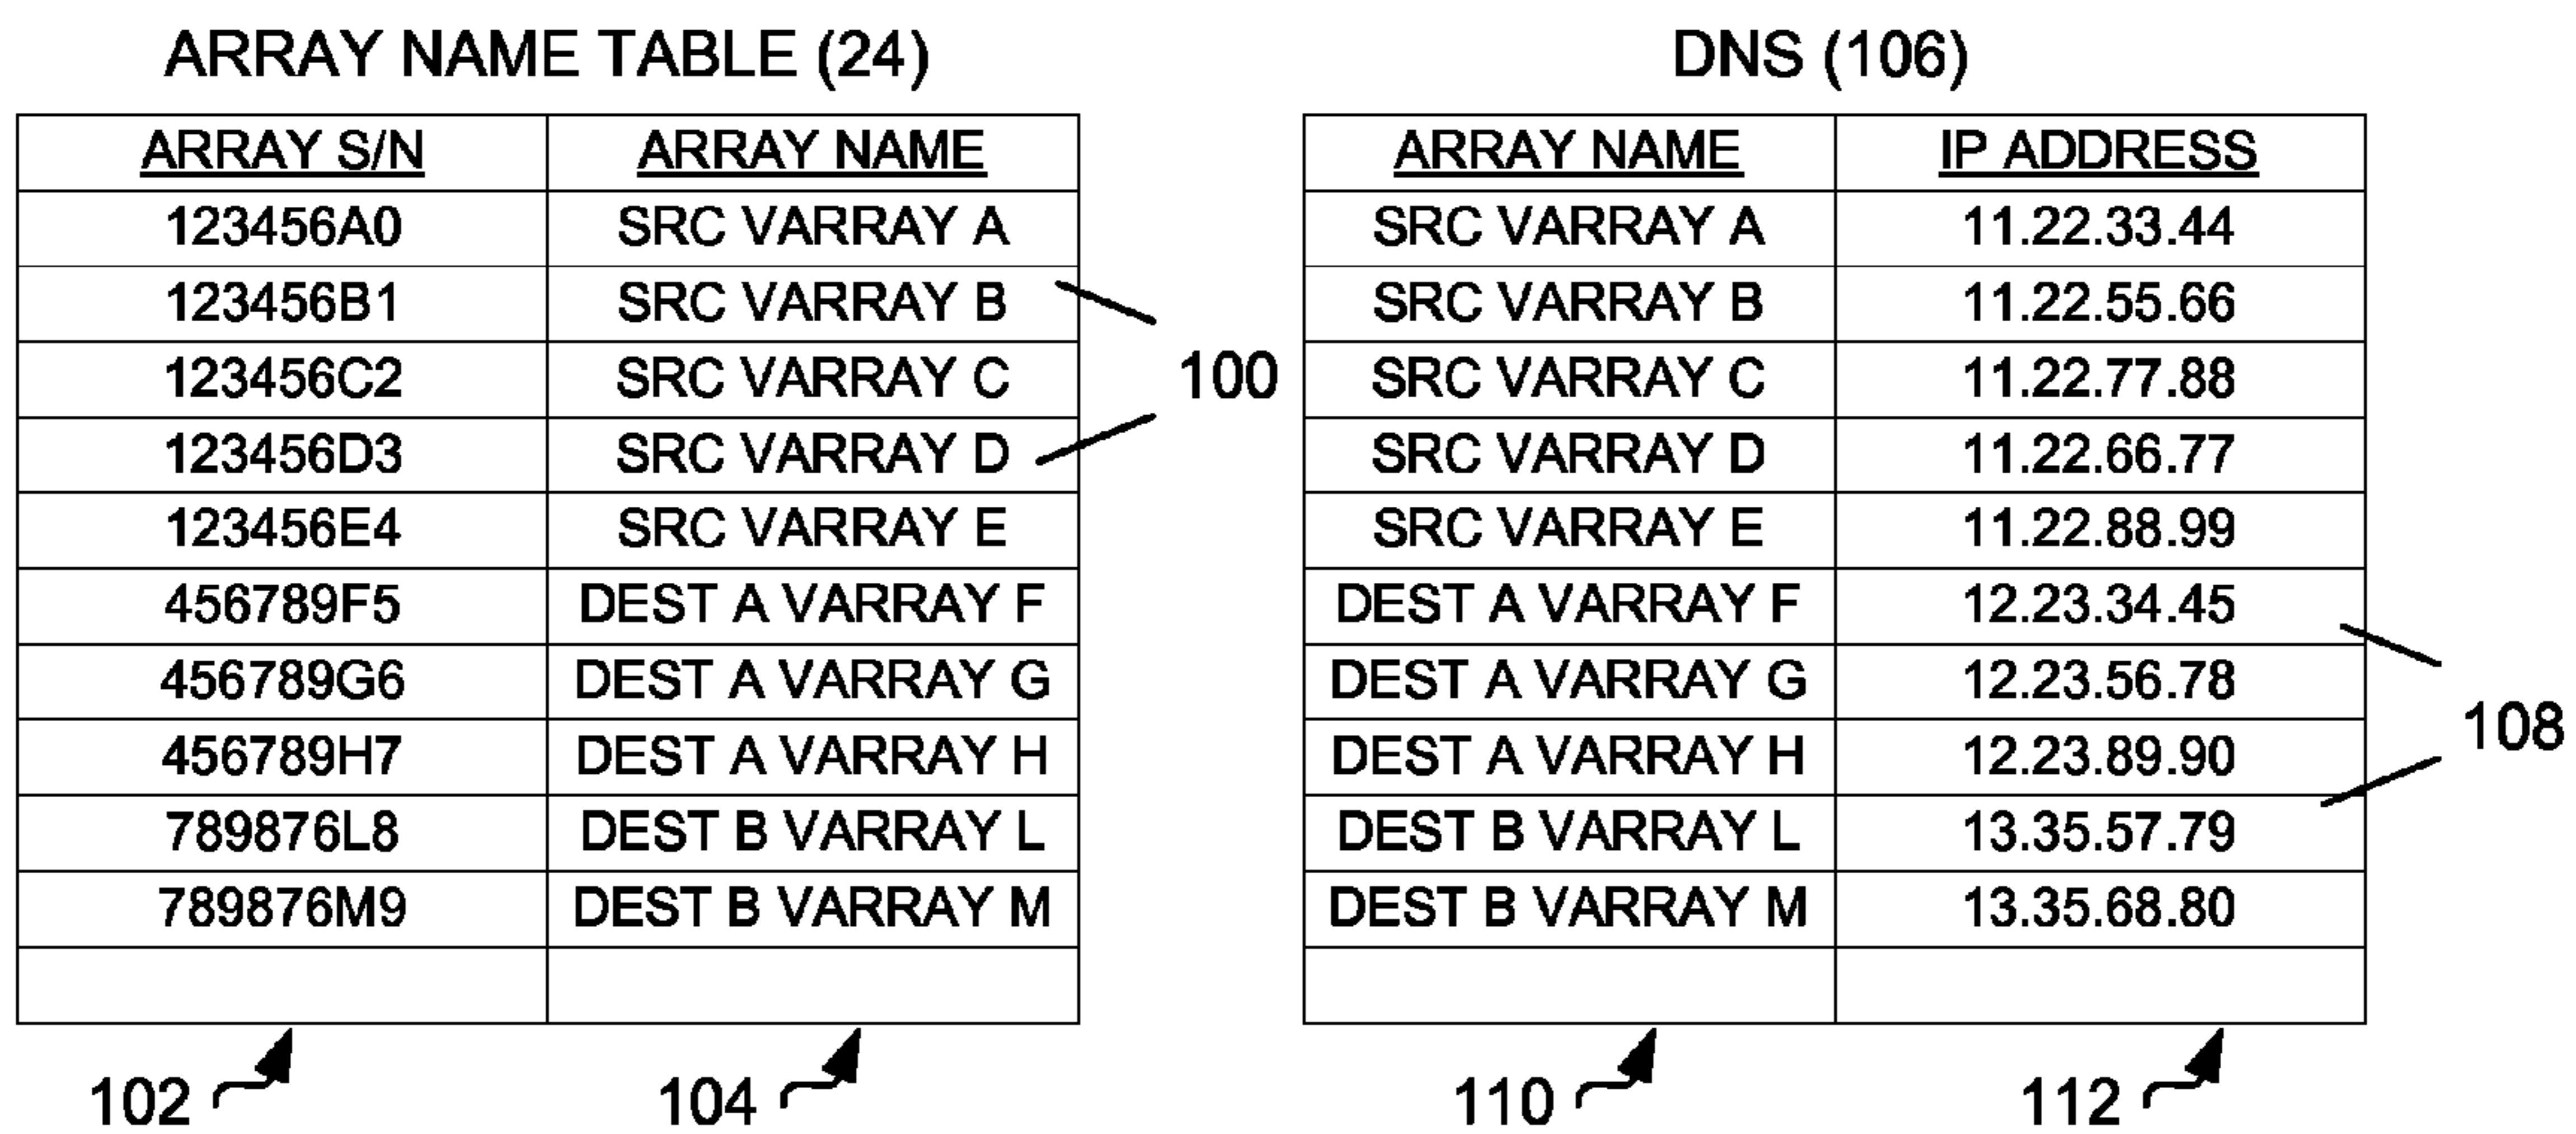 ARRAY NAME TABLE (24)
ARRAY S/N ARRAY NAME
123456A0 SRC VARRAY A
123456B1 SRC VARRAY B
123456C2 SRC VARRAY C
123456D3 SRC VARRAY D
123456E4 SRC VARRAY E
456789F5 DEST A VARRAY F
456789G6 DEST A VARRAY G
456789H7 DEST A VARRAY H
789876L8 DEST B VARRAY L
789876M9 DEST B VARRAY M
100
102 104
DNS (106)
ARRAY NAME IP ADDRESS
SRC VARRAY A 11.22.33.44
SRC VARRAY B 11.22.55.66
SRC VARRAY C 11.22.77.88
SRC VARRAY D 11.22.66.77
SRC VARRAY E 11.22.88.99
DEST A VARRAY F 12.23.34.45
DEST A VARRAY G 12.23.56.78
DEST A VARRAY H 12.23.89.90
DEST B VARRAY L 13.35.57.79
DEST B VARRAY M 13.35.68.80
108
110 112